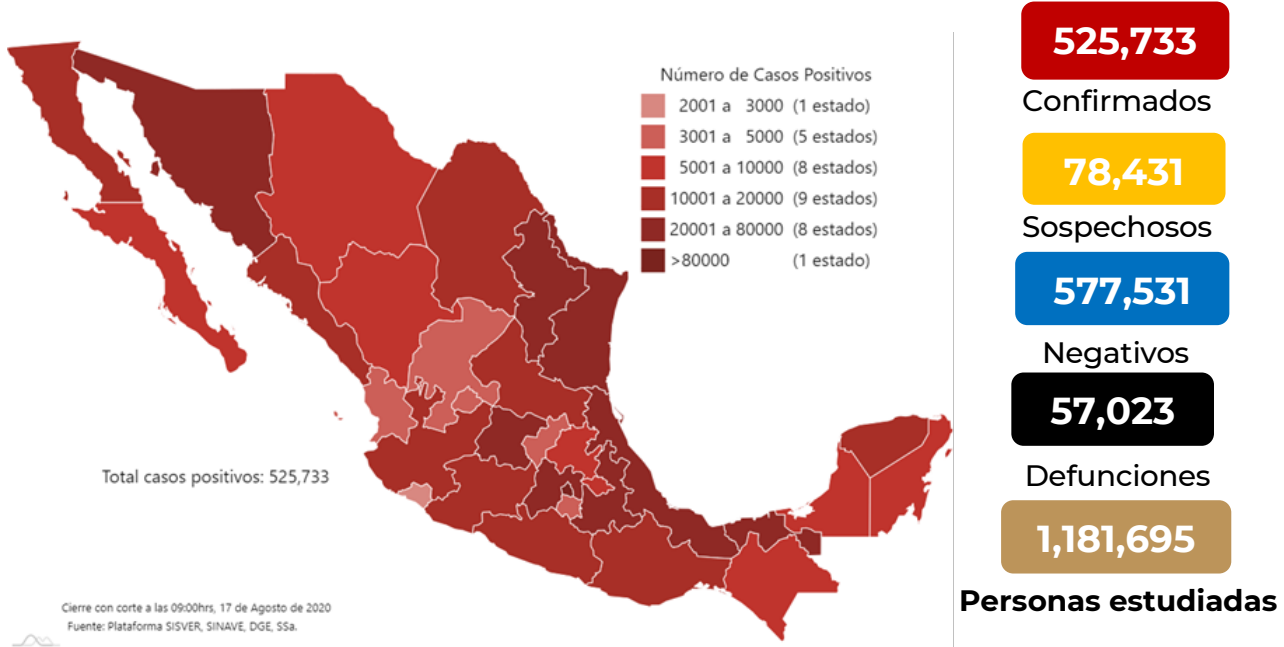 Número de Casos Positivos
2001 a 3000 (1 estado)
3001 a 5000 (5 estados)
5001 a 10000 (8 estados)
10001 a 20000 (9 estados)
20001 a 80000 (8 estados)
>80000 (1 estado)
Total casos positivos: 525,733
Cierre con corte a las 09:00hrs, 17 de Agosto de 2020
Fuente: Plataforma SISVER, SINAVE, DGE, SSa.
525,733
Confirmados
78,431
Sospechosos
577,531
Negativos
57,023
Defunciones
1,181,695
Personas estudiadas